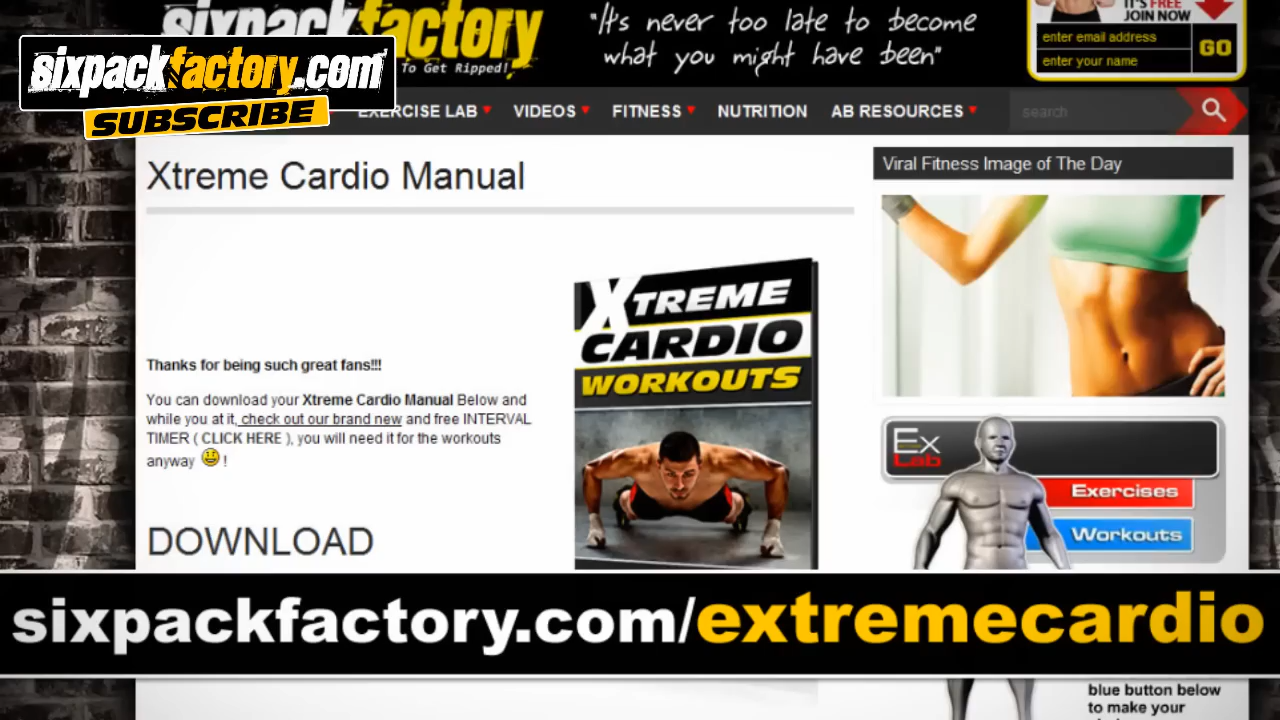 sixpackfactory
To Get Ripped!
"It's never too late to become
what you might have been"
IT'S FREE
JOIN NOW
enter email address
enter your name
GO
sixpackfactory.com
SUBSCRIBE
EXERCISE LAB VIDEOS FITNESS NUTRITION AB RESOURCES
search
Xtreme Cardio Manual
Viral Fitness Image of The Day
XTREME
CARDIO
WORKOUTS
Thanks for being such great fans!!!
You can download your Xtreme Cardio Manual Below and
while you at it, check out our brand new and free INTERVAL
TIMER ( CLICK HERE ), you will need it for the workouts
anyway !
Ex
Lab
Exercises
Workouts
DOWNLOAD
sixpackfactory.com/extremecardio
blue button below
to make your